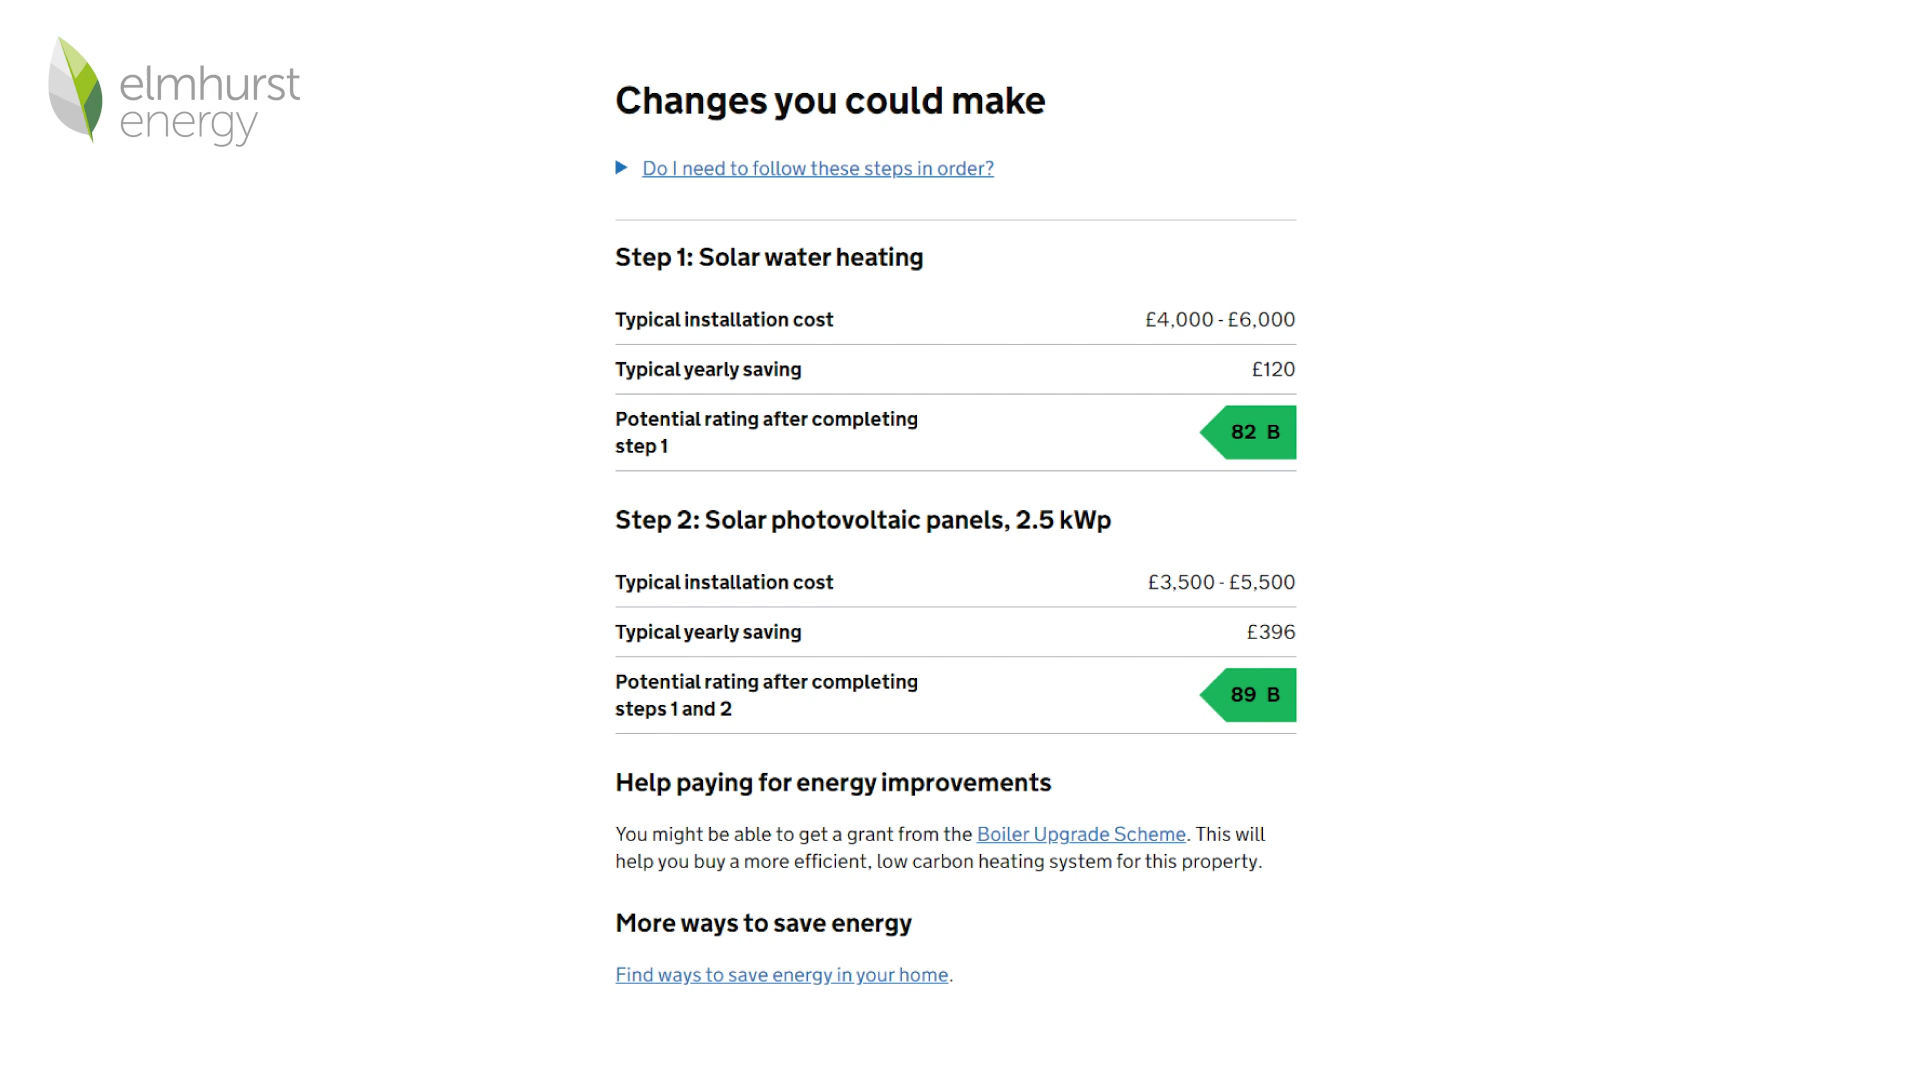 elmhurst
energy
Changes you could make
Do I need to follow these steps in order?
Step 1: Solar water heating
Typical installation cost £4,000 - £6,000
Typical yearly saving £120
Potential rating after completing
step 1
82 B
Step 2: Solar photovoltaic panels, 2.5 kWp
Typical installation cost £3,500 - £5,500
Typical yearly saving £396
Potential rating after completing
steps 1 and 2
89 B
Help paying for energy improvements
You might be able to get a grant from the Boiler Upgrade Scheme. This will
help you buy a more efficient, low carbon heating system for this property.
More ways to save energy
Find ways to save energy in your home.